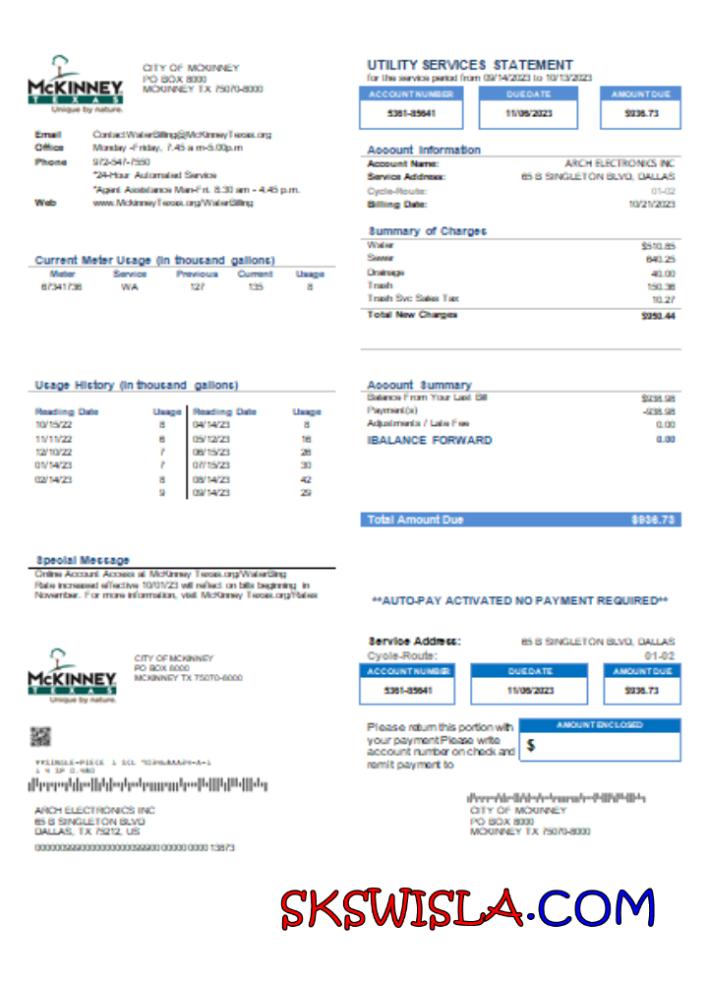 McKINNEY
TEXAS
Unique by nature.
CITY OF MCKINNEY
PO BOX 8000
MCKINNEY TX 75070-8000
Email ContactWaterBilling@McKinneyTexas.org
Office Monday -Friday, 7.45 a m-5.00p.m
Phone 972-547-7550
*24-Hour Automated Service
*Agent Assistance Man-Fri. 8.30 am - 4.45 p.m.
Web www.McKinneyTexas.org/WaterBilling
UTILITY SERVICES STATEMENT
for the service period from 09/14/2023 to 10/13/2023
ACCOUNT NUMBER DUE DATE AMOUNT DUE
5361-85641 11/06/2023 $936.73
Account Information
Account Name: ARCH ELECTRONICS INC
Service Address: 65 B SINGLETON BLVD, DALLAS
Cycle-Route: 01-02
Billing Date: 10/21/2023
Summary of Charges
Water $510.85
Sewer 640.25
Drainage 40.00
Trash 150.36
Trash Svc Sales Tax 10.27
Total New Charges $950.44
Current Meter Usage (in thousand gallons)
Meter Service Previous Current Usage
67341736 WA 127 135 8
Usage History (in thousand gallons)
Reading Date Usage Reading Date Usage
10/15/22 8 04/14/23 8
11/11/22 6 05/12/23 16
12/10/22 7 06/15/23 26
01/14/23 7 07/15/23 30
02/14/23 8 08/14/23 42
9 09/14/23 29
Account Summary
Balance From Your Last Bill $938.98
Payment(s) -938.98
Adjustments / Late Fee 0.00
IBALANCE FORWARD 0.00
Total Amount Due $936.73
Special Message
Online Account Access at McKinney Texas.org/WaterBing
Rate increased effective 10/01/23 will reflect on bills beginning in
November. For more information, visit McKinney Texas.org/Rates
**AUTO-PAY ACTIVATED NO PAYMENT REQUIRED**
McKINNEY
TEXAS
Unique by nature.
CITY OF MCKINNEY
PO BOX 8000
MCKINNEY TX 75070-8000
Service Address: 65 B SINGLETON BLVD, DALLAS
Cycle-Route: 01-02
ACCOUNT NUMBER DUE DATE AMOUNT DUE
5361-85641 11/06/2023 $936.73
Please return this portion with
your payment Please write
account number on check and
remit payment to
AMOUNT ENCLOSED
$
ARCH ELECTRONICS INC
65 B SINGLETON BLVD
DALLAS, TX 75212, US
CITY OF MCKINNEY
PO BOX 8000
MCKINNEY TX 75070-8000
SKSWISLA.COM